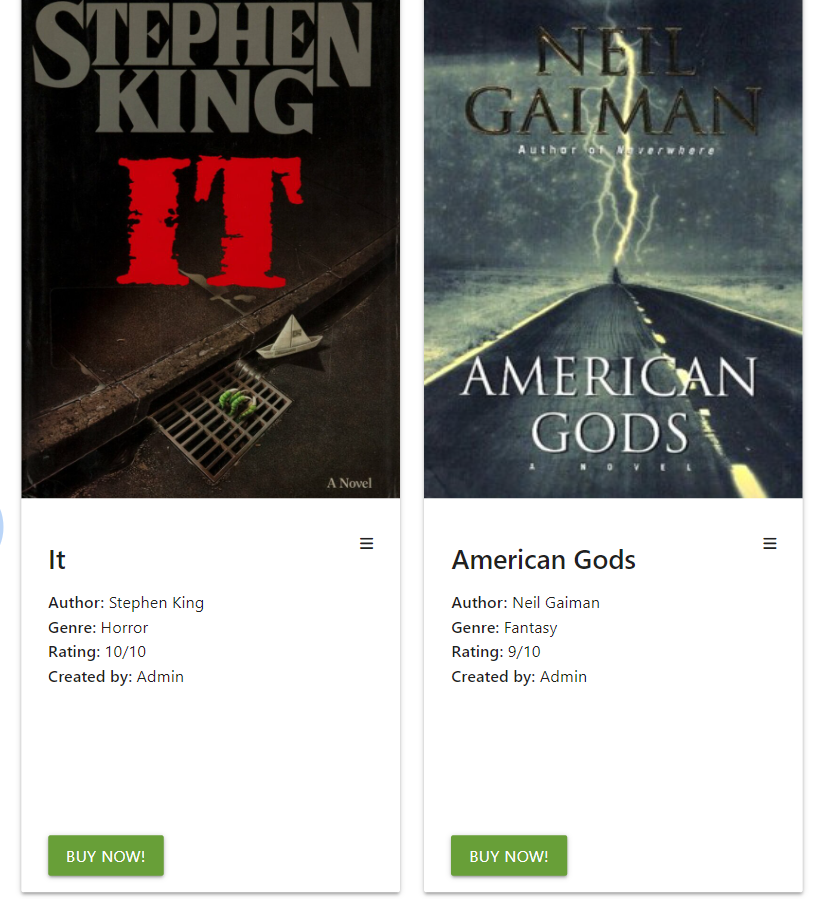 STEPHEN
KING
IT
A Novel
NEIL
GAIMAN
Author of Neverwhere
AMERICAN
GODS
A NOVEL
It
Author: Stephen King
Genre: Horror
Rating: 10/10
Created by: Admin
BUY NOW!
American Gods
Author: Neil Gaiman
Genre: Fantasy
Rating: 9/10
Created by: Admin
BUY NOW!